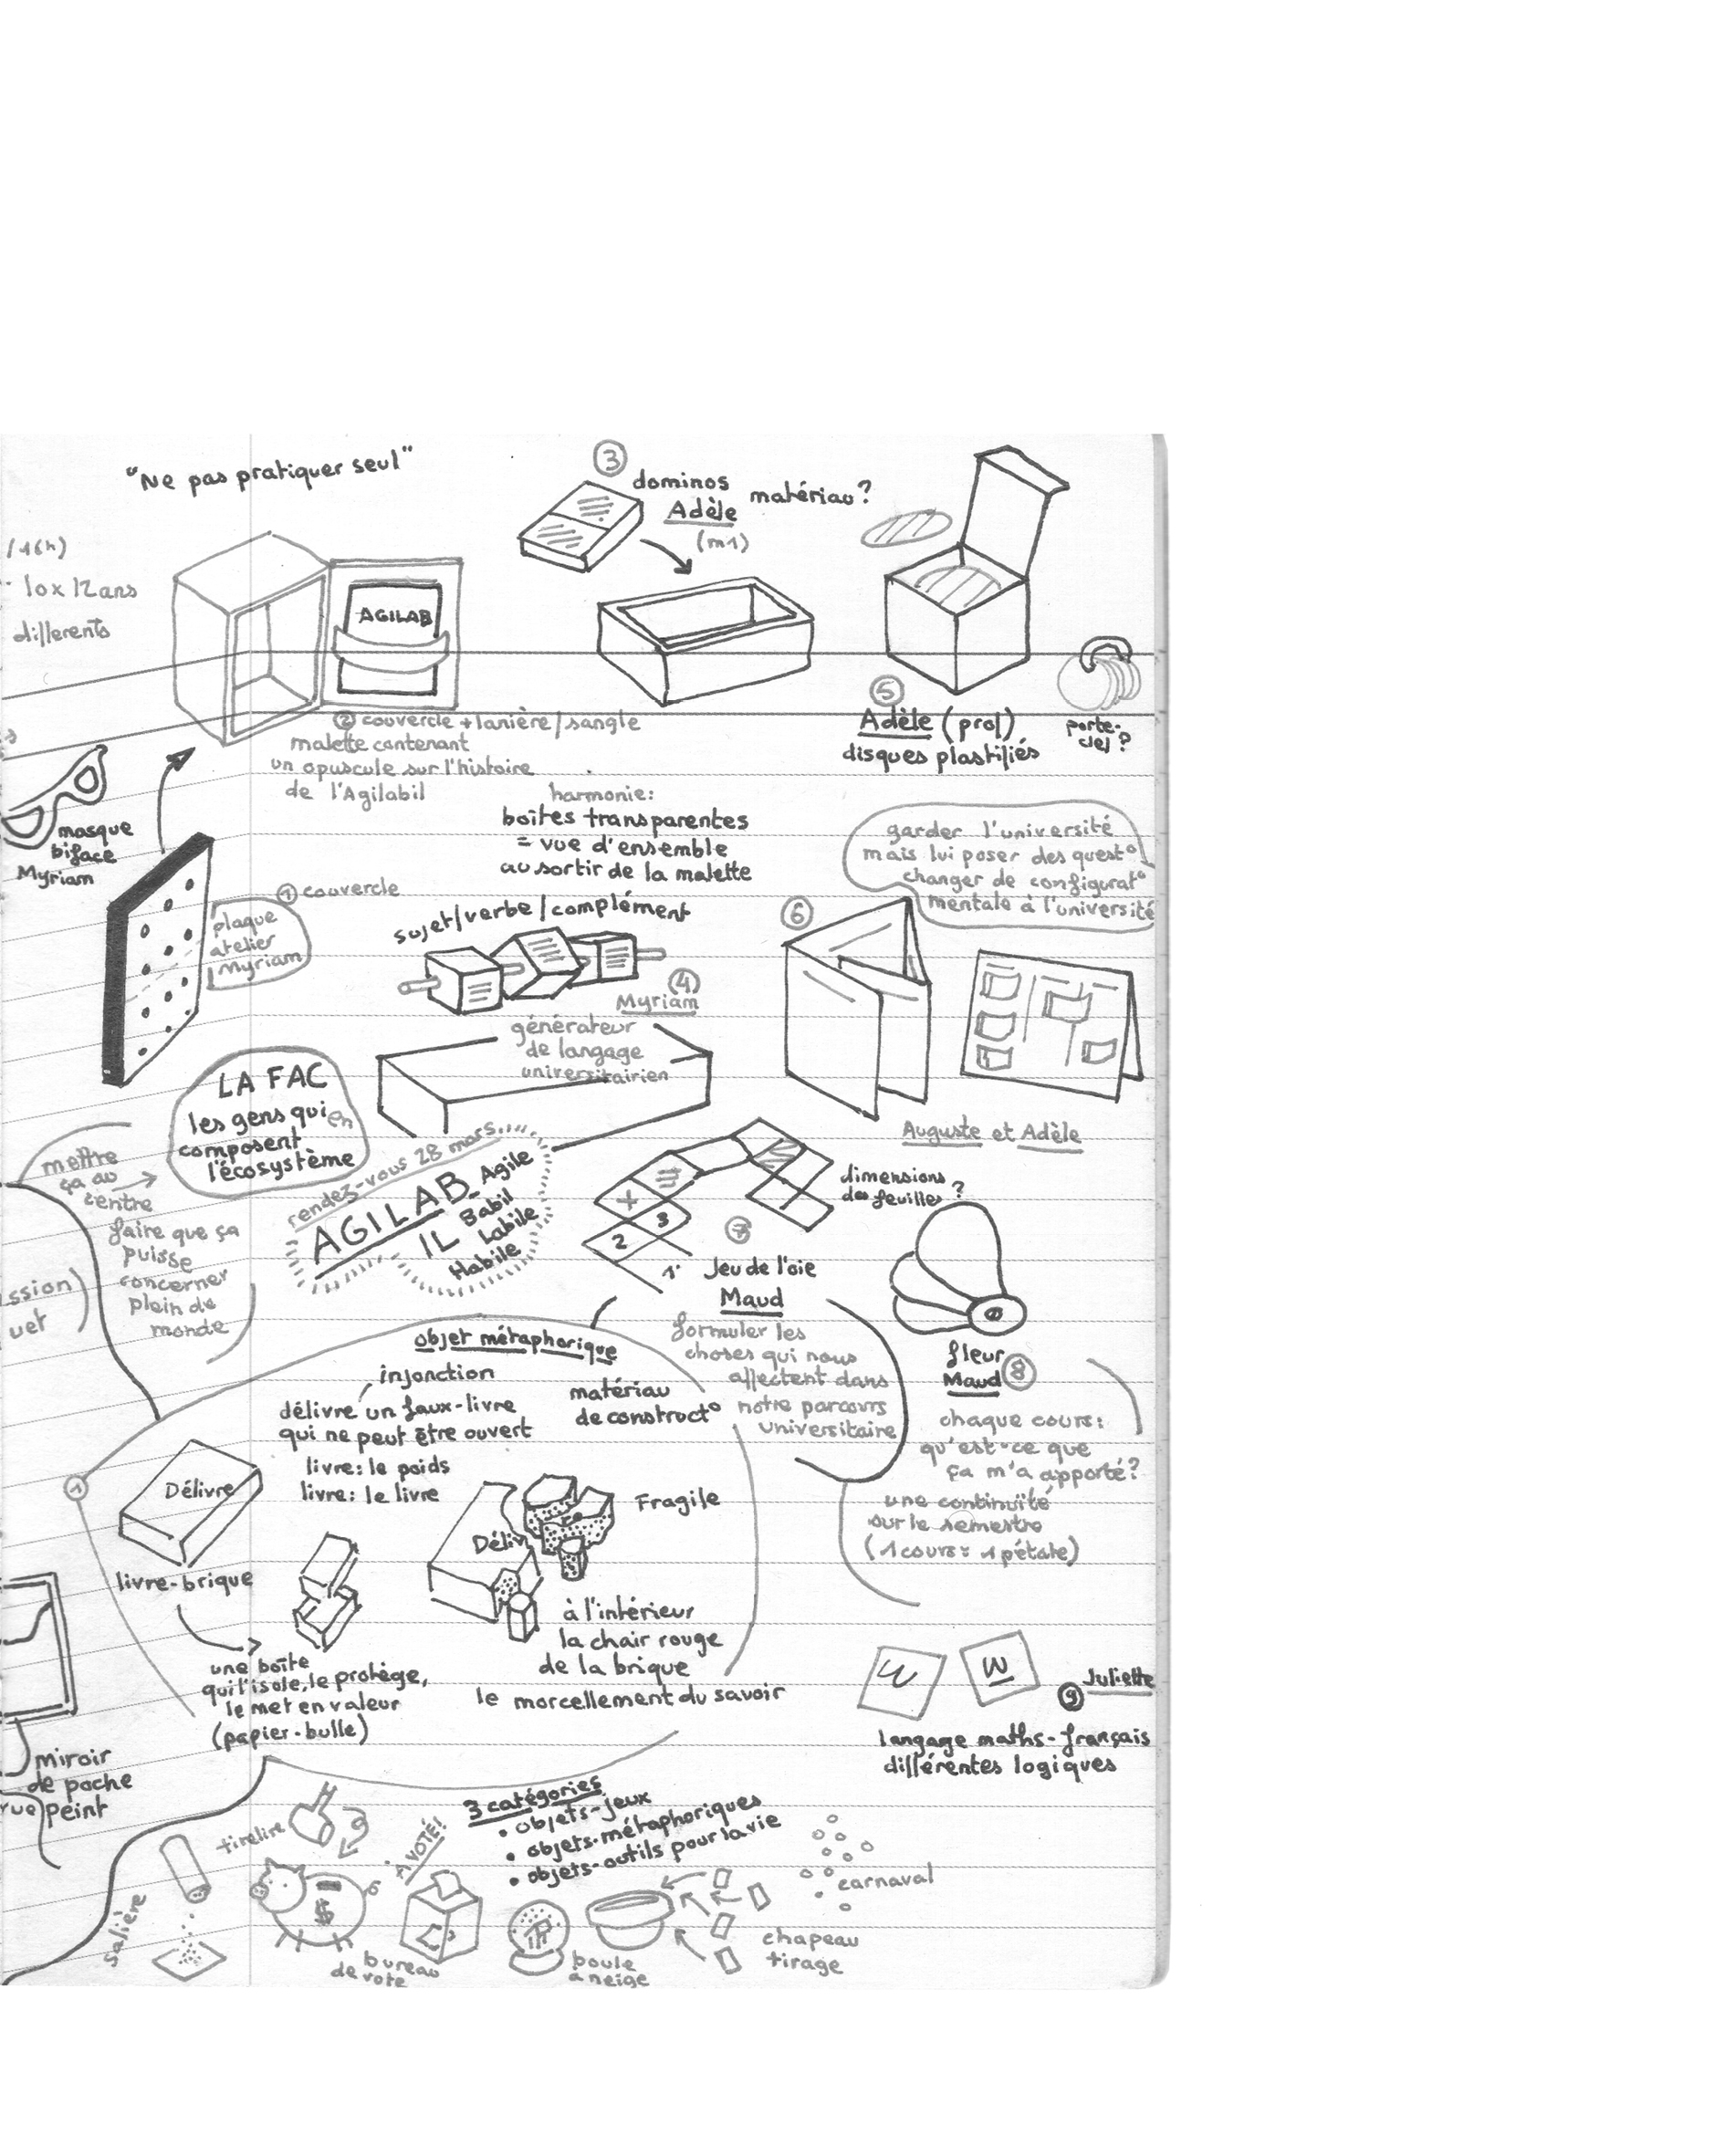 "Ne pas pratiquer seul"
③
dominos
Adèle
(m1)
matériau?
/16h)
10x12ans
différents
AGILAB
② couvercle + lanière/sangle
malette contenant
un opuscule sur l'histoire
de l'Agilabil
⑤
Adèle (prof)
disques plastifiés
porte-
clef?
masque
biface
Myriam
harmonie:
boîtes transparentes
= vue d'ensemble
au sortir de la malette
garder l'université
mais lui poser des quest°
changer de configurat°
mentale à l'université
① couvercle
plaque
atelier
Myriam
sujet/verbe/complément
④
Myriam
générateur
de langage
universitairien
⑥
Auguste et Adèle
LA FAC
les gens qui en
composent
l'écosystème
mettre
ça au
centre
faire que ça
puisse
concerner
plein de
monde
ssion
uet
rendez-vous 28 mars
AGILAB
IL
Agile
Babil
Labile
Habile
+
3
2
1
dimensions
des feuilles?
⑦
Jeu de l'oie
Maud
formuler les
choses qui nous
affectent dans
notre parcours
universitaire
fleur
Maud ⑧
chaque cours:
qu'est-ce que
ça m'a apporté?
une continuité
sur le semestre
(1 cours = 1 pétale)
objet métaphorique
injonction
délivre un faux-livre
qui ne peut être ouvert
livre: le poids
livre: le livre
matériau
de construct°
①
Délivre
livre-brique
une boîte
qui l'isole, le protège,
le met en valeur
(papier-bulle)
Déliv
Fragile
à l'intérieur
la chair rouge
de la brique
le morcellement du savoir
W
W
⑨ Juliette
langage maths-français
différentes logiques
miroir
de poche
peint
3 catégories
• objets-jeux
• objets-métaphoriques
• objets-outils pour la vie
tirelire
A VOTÉ!
$
salière
bureau
de vote
boule
à neige
chapeau
tirage
carnaval